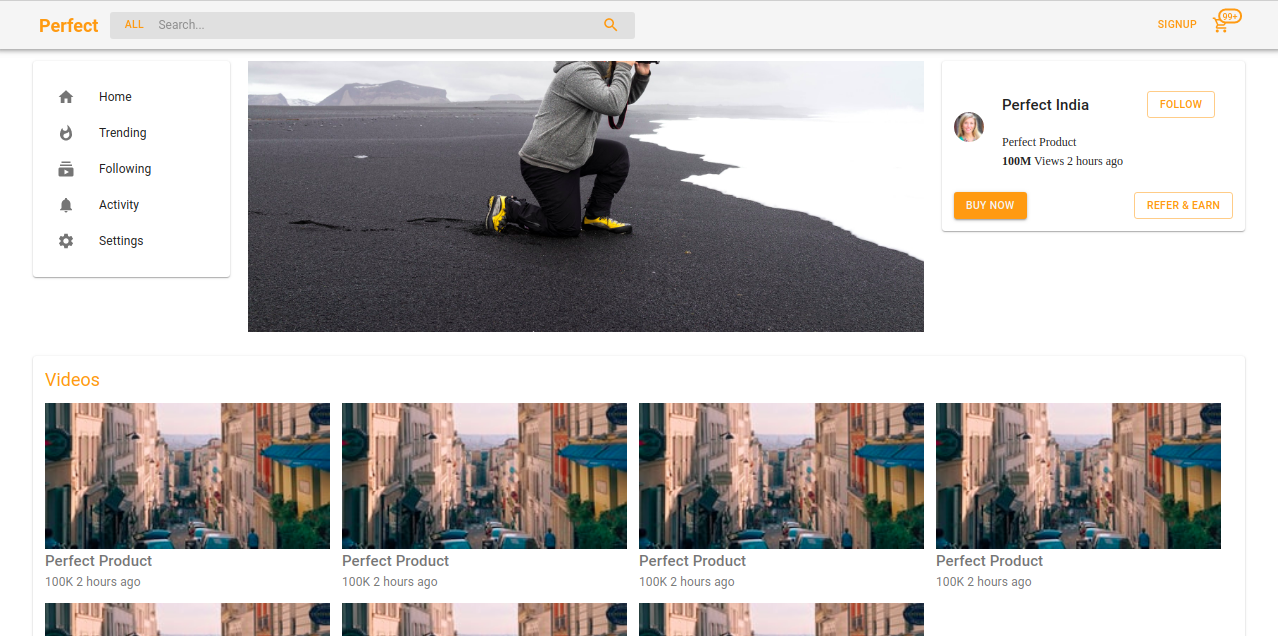 Perfect ALL Search... SIGNUP 99+
Home
Trending
Following
Activity
Settings
Perfect India FOLLOW
Perfect Product
100M Views 2 hours ago
BUY NOW REFER & EARN
Videos
Perfect Product Perfect Product Perfect Product Perfect Product
100K 2 hours ago 100K 2 hours ago 100K 2 hours ago 100K 2 hours ago